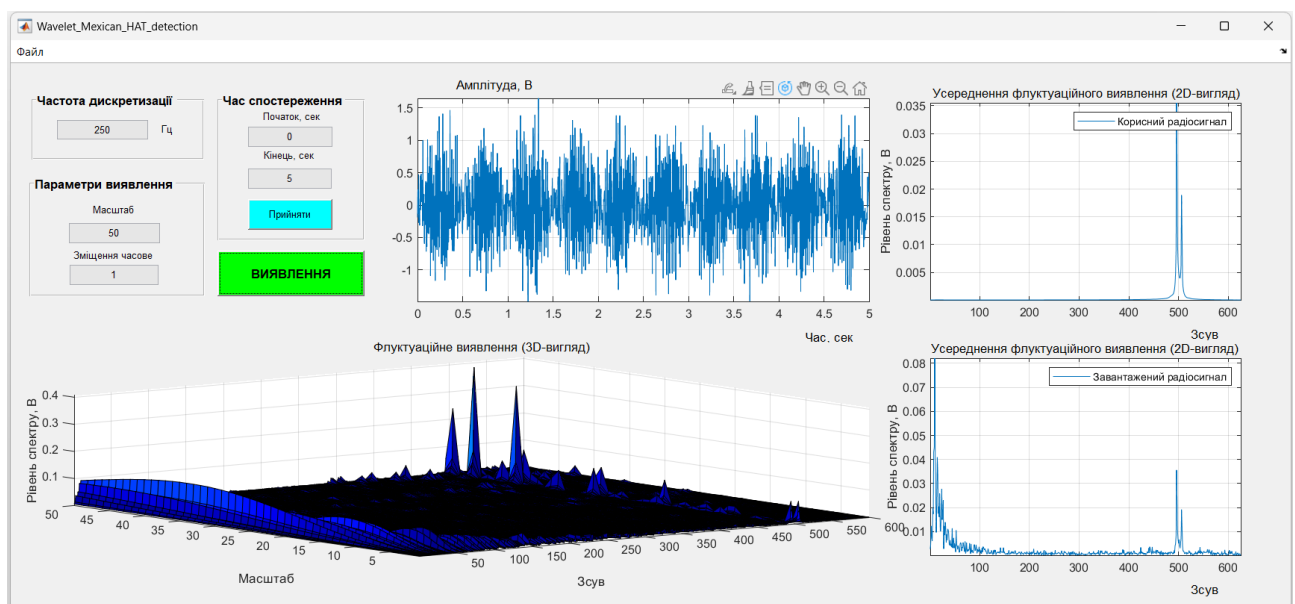 Wavelet_Mexican_HAT_detection
Файл
Частота дискретизації
250 Гц
Параметри виявлення
Масштаб
50
Зміщення часове
1
Час спостереження
Початок, сек
0
Кінець, сек
5
Прийняти
ВИЯВЛЕННЯ
Амплітуда, В
1.5
1
0.5
0
-0.5
-1
0 0.5 1 1.5 2 2.5 3 3.5 4 4.5 5
Час, сек
Усереднення флуктуаційного виявлення (2D-вигляд)
Корисний радіосигнал
Рівень спектру, В
0.035
0.03
0.025
0.02
0.015
0.01
0.005
100 200 300 400 500 600
Зсув
Флуктуаційне виявлення (3D-вигляд)
Рівень спектру, В
0.4
0.3
0.2
0.1
50 45 40 35 30 25 20 15 10 5
Масштаб
50 100 150 200 250 300 350 400 450 500 550 600
Зсув
Усереднення флуктуаційного виявлення (2D-вигляд)
Завантажений радіосигнал
Рівень спектру, В
0.08
0.07
0.06
0.05
0.04
0.03
0.02
0.01
100 200 300 400 500 600
Зсув